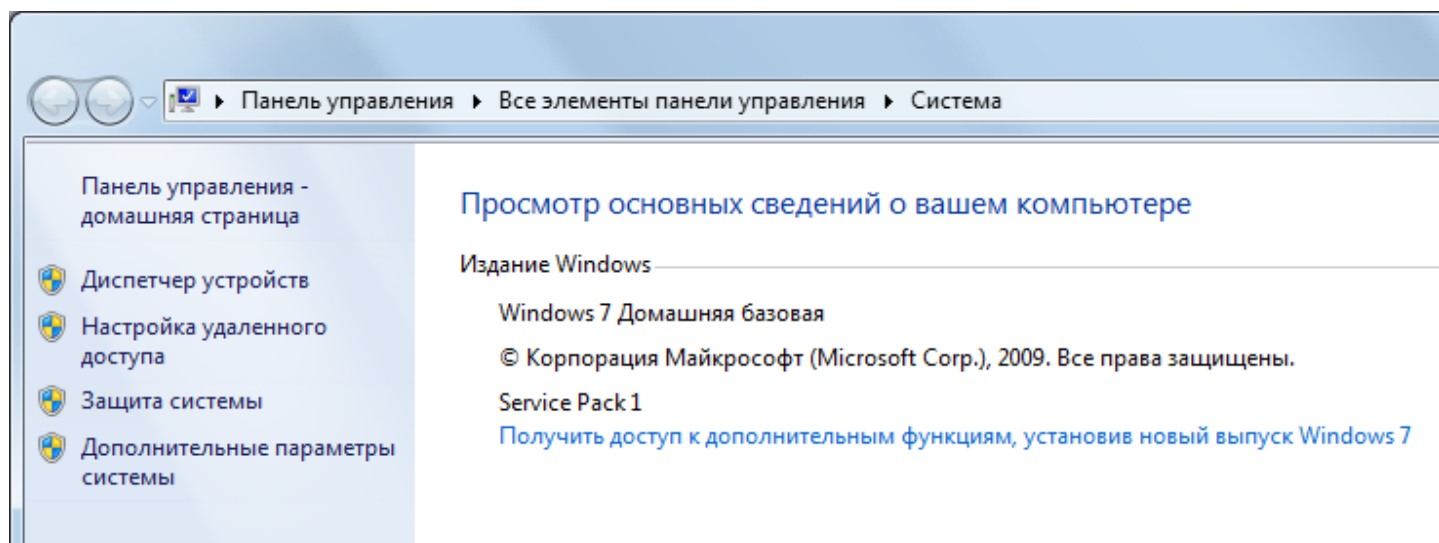 Панель управления ▸ Все элементы панели управления ▸ Система
Панель управления -
домашняя страница
Диспетчер устройств
Настройка удаленного
доступа
Защита системы
Дополнительные параметры
системы
Просмотр основных сведений о вашем компьютере
Издание Windows
Windows 7 Домашняя базовая
© Корпорация Майкрософт (Microsoft Corp.), 2009. Все права защищены.
Service Pack 1
Получить доступ к дополнительным функциям, установив новый выпуск Windows 7